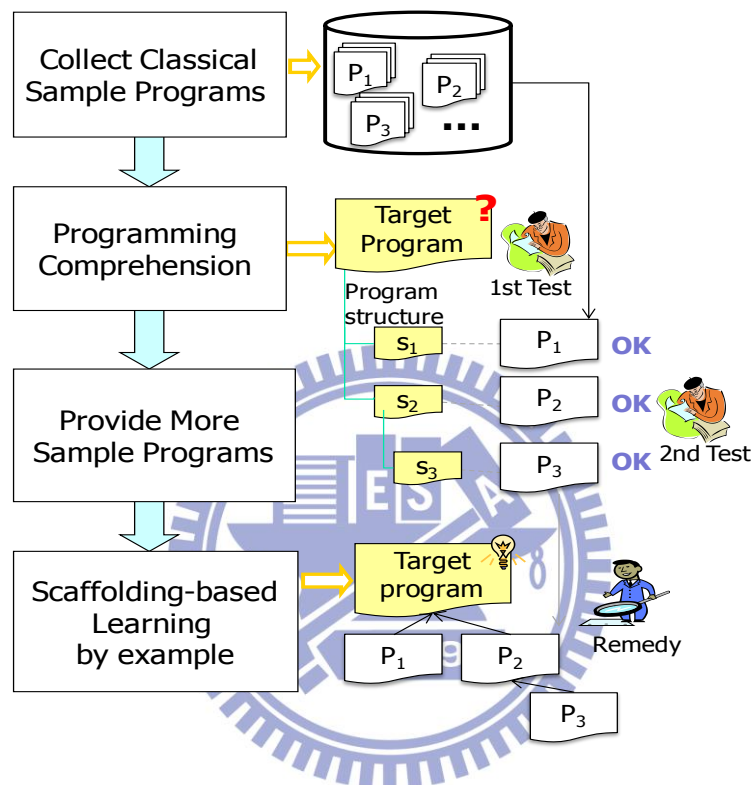 Collect Classical
Sample Programs
P1
P2
P3
...
Programming
Comprehension
Target
Program
?
1st Test
Program
structure
s1
P1
OK
Provide More
Sample Programs
s2
P2
OK
2nd Test
s3
P3
OK
E S A
Scaffolding-based
Learning
by example
Target
program
8
Remedy
P1
9
P2
P3